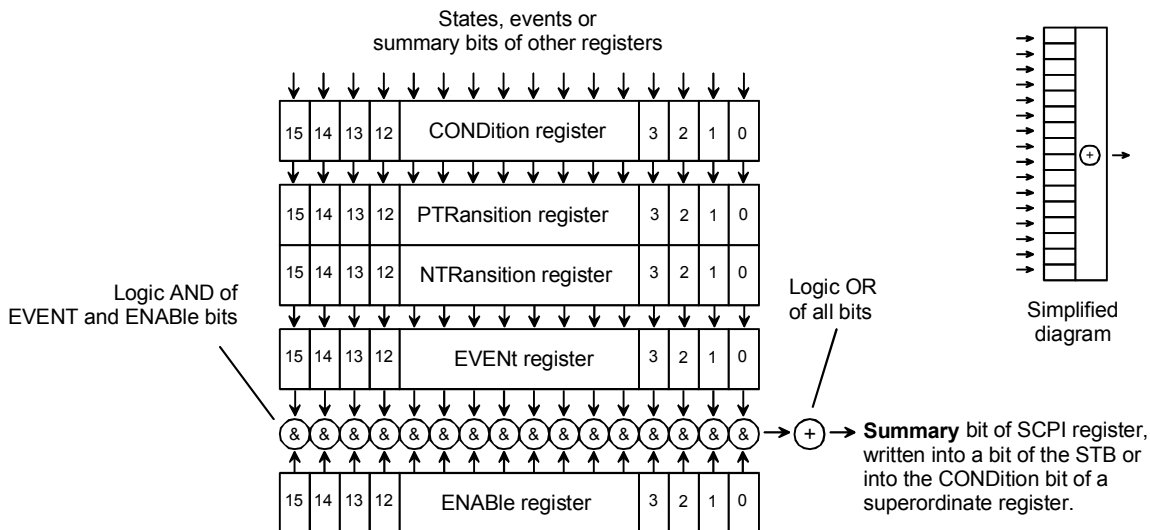 States, events or
summary bits of other registers
15 14 13 12 CONDition register 3 2 1 0
15 14 13 12 PTRansition register 3 2 1 0
15 14 13 12 NTRansition register 3 2 1 0
Logic AND of
EVENT and ENABle bits
Logic OR
of all bits
15 14 13 12 EVENt register 3 2 1 0
& & & & & & & & & & & & & & & & +
Summary bit of SCPI register,
written into a bit of the STB or
into the CONDition bit of a
superordinate register.
15 14 13 12 ENABle register 3 2 1 0
+
Simplified
diagram